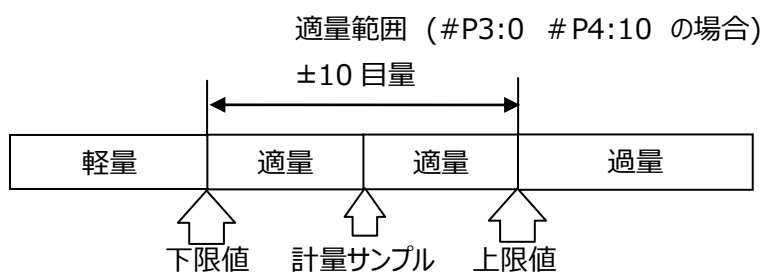 適量範囲 (#P3:0 #P4:10 の場合)
±10 目量
軽量 適量 適量 過量
下限値 計量サンプル 上限値